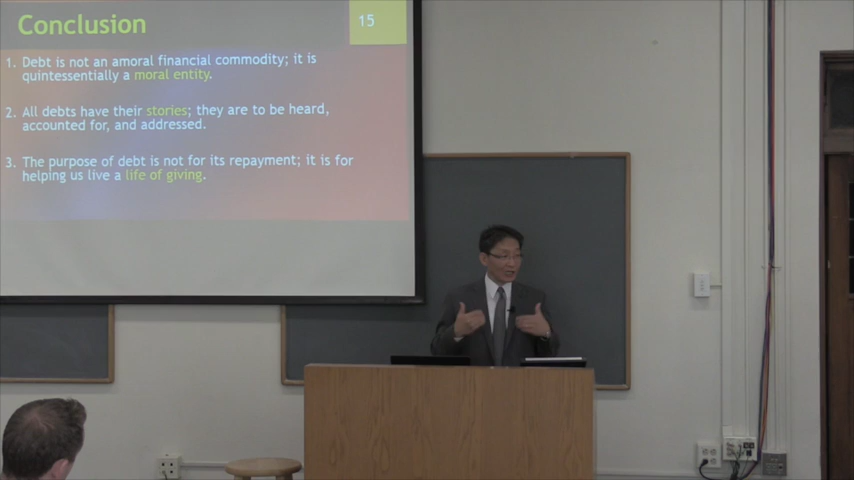 Conclusion
15
1. Debt is not an amoral financial commodity; it is
quintessentially a moral entity.
2. All debts have their stories; they are to be heard,
accounted for, and addressed.
3. The purpose of debt is not for its repayment; it is for
helping us live a life of giving.